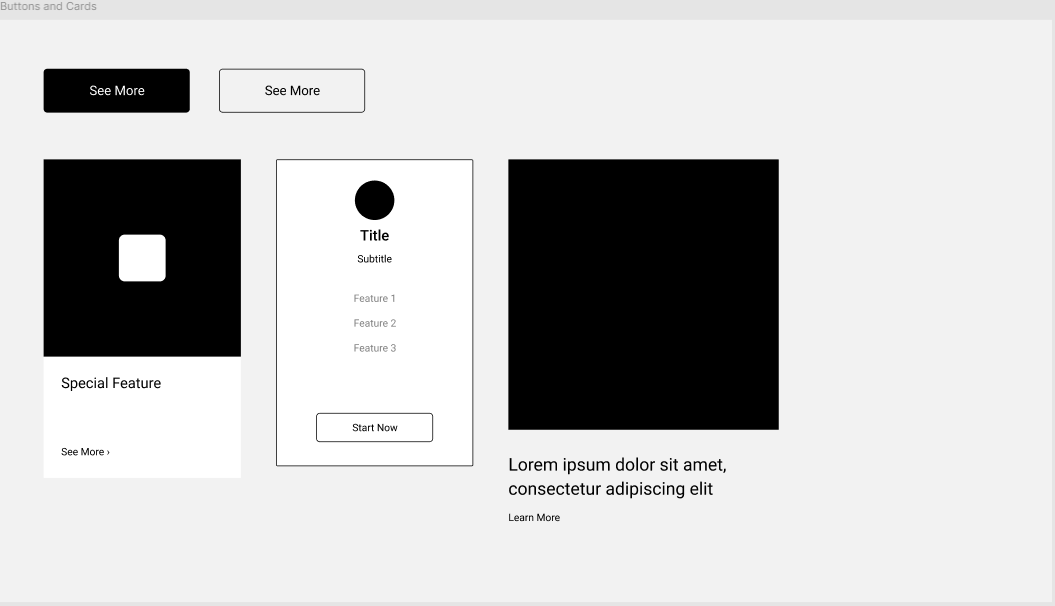 Buttons and Cards
See More
See More
Special Feature
See More ›
Title
Subtitle
Feature 1
Feature 2
Feature 3
Start Now
Lorem ipsum dolor sit amet,
consectetur adipiscing elit
Learn More